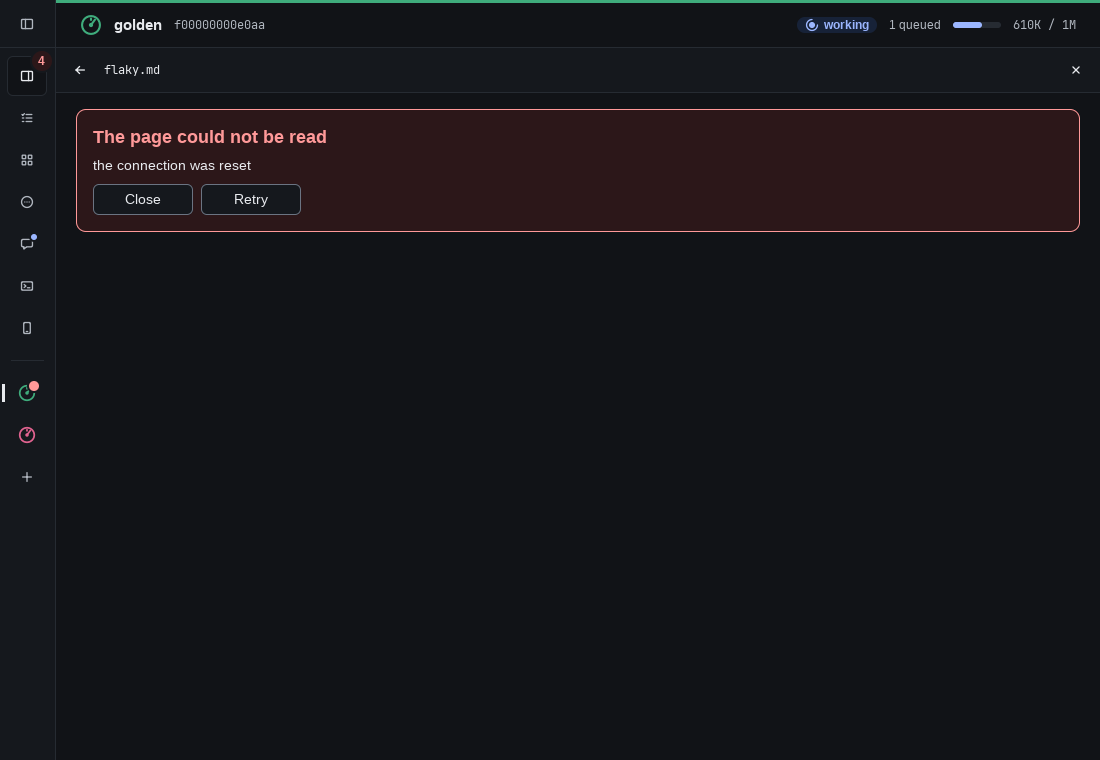 golden f00000000e0aa working 1 queued 610K / 1M
4
flaky.md
The page could not be read
the connection was reset
Close Retry